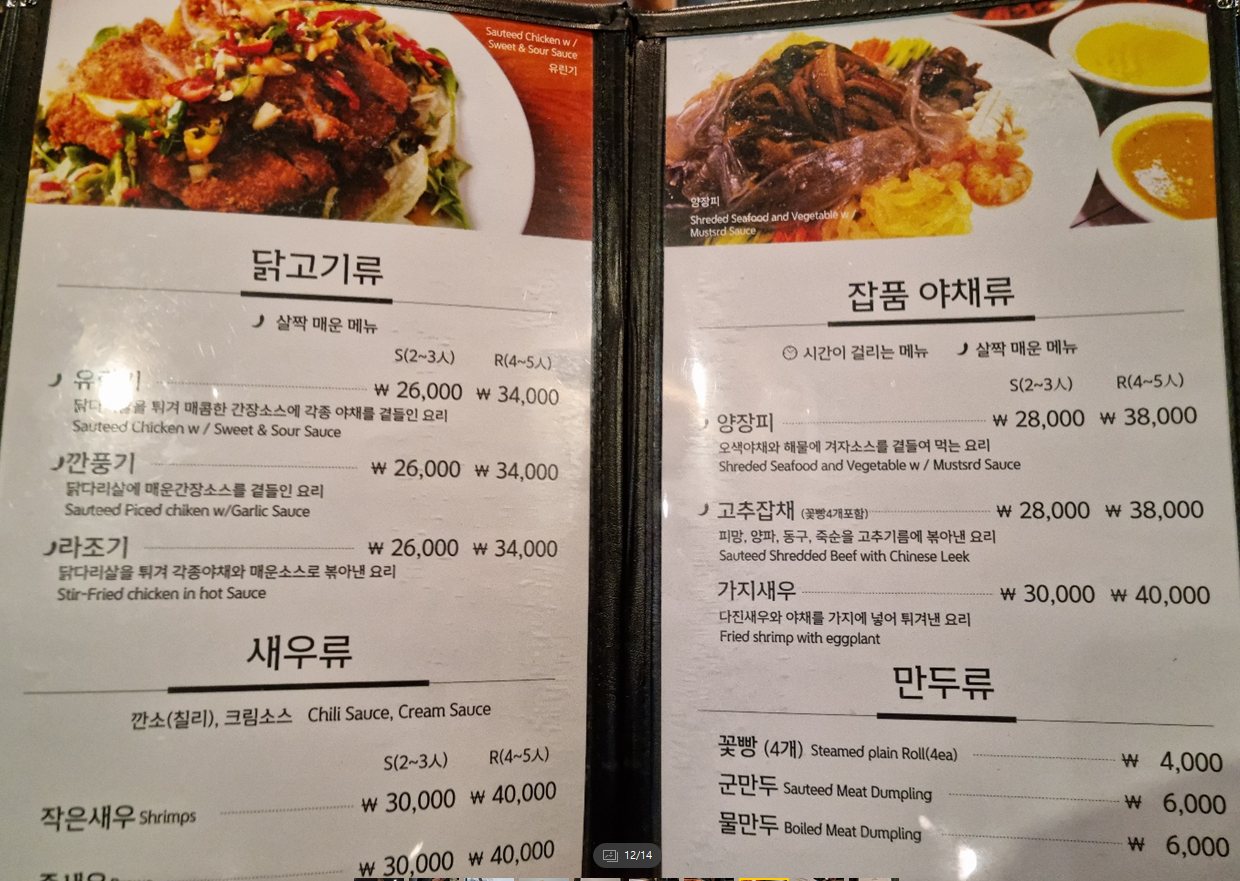 Sauteed Chicken w /
Sweet & Sour Sauce
유린기
닭고기류
살짝 매운 메뉴
S(2~3人) R(4~5人)
₩ 26,000 ₩ 34,000
튀겨 매콤한 간장소스에 각종 야채를 곁들인 요리
Sauteed Chicken w / Sweet & Sour Sauce
깐풍기 ₩ 26,000 ₩ 34,000
닭다리살에 매운간장소스를 곁들인 요리
Sauteed Piced chiken w/Garlic Sauce
라조기 ₩ 26,000 ₩ 34,000
닭다리살을 튀겨 각종야채와 매운소스로 볶아낸 요리
Stir-Fried chicken in hot Sauce
새우류
깐소(칠리), 크림소스 Chili Sauce, Cream Sauce
S(2~3人) R(4~5人)
작은새우 Shrimps ₩ 30,000 ₩ 40,000
₩ 30,000 ₩ 40,000
양장피
Shreded Seafood and Vegetable w /
Mustsrd Sauce
잡품 야채류
시간이 걸리는 메뉴 살짝 매운 메뉴
S(2~3人) R(4~5人)
양장피 ₩ 28,000 ₩ 38,000
오색야채와 해물에 겨자소스를 곁들여 먹는 요리
Shreded Seafood and Vegetable w / Mustsrd Sauce
고추잡채 (꽃빵4개포함) ₩ 28,000 ₩ 38,000
피망, 양파, 동구, 죽순을 고추기름에 볶아낸 요리
Sauteed Shredded Beef with Chinese Leek
가지새우 ₩ 30,000 ₩ 40,000
다진새우와 야채를 가지에 넣어 튀겨낸 요리
Fried shrimp with eggplant
만두류
꽃빵 (4개) Steamed plain Roll(4ea) ₩ 4,000
군만두 Sauteed Meat Dumpling ₩ 6,000
물만두 Boiled Meat Dumpling ₩ 6,000
12/14